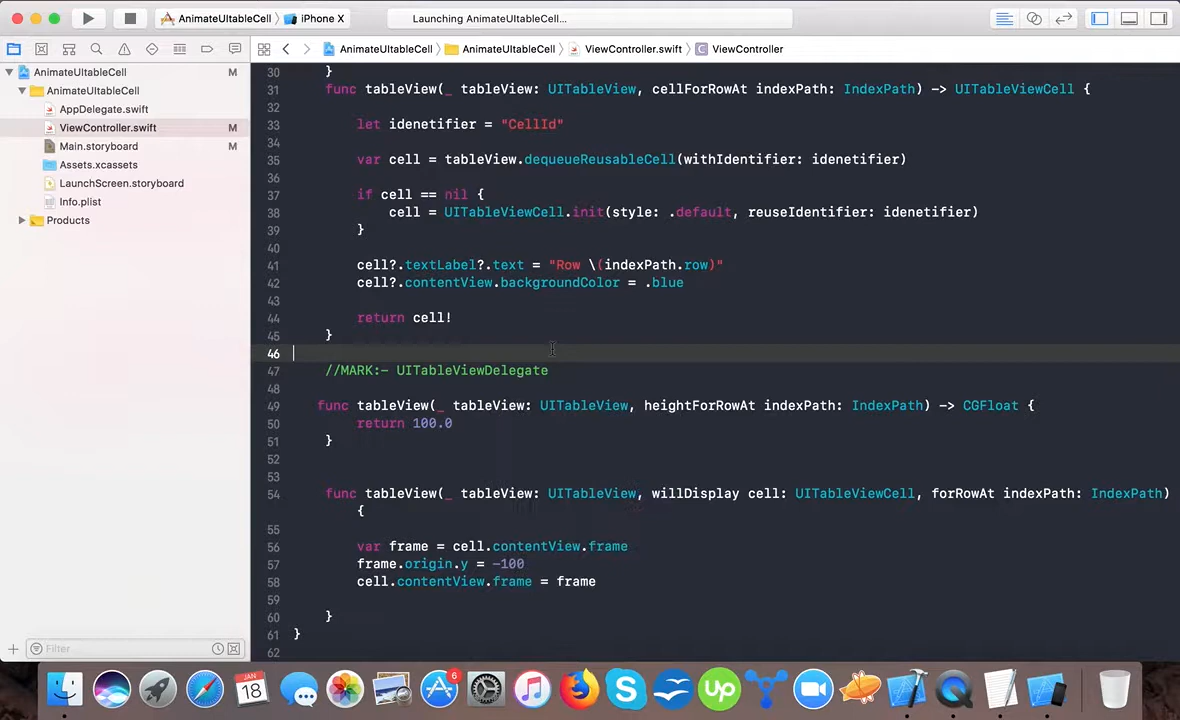 AnimateUItableCell iPhone X Launching AnimateUItableCell...
AnimateUItableCell AnimateUItableCell ViewController.swift ViewController
AnimateUItableCell M
AnimateUItableCell
AppDelegate.swift
ViewController.swift M
Main.storyboard M
Assets.xcassets
LaunchScreen.storyboard
Info.plist
Products
Filter
30 }
31 func tableView(_ tableView: UITableView, cellForRowAt indexPath: IndexPath) -> UITableViewCell {
32
33 let idenetifier = "CellId"
34
35 var cell = tableView.dequeueReusableCell(withIdentifier: idenetifier)
36
37 if cell == nil {
38 cell = UITableViewCell.init(style: .default, reuseIdentifier: idenetifier)
39 }
40
41 cell?.textLabel?.text = "Row \(indexPath.row)"
42 cell?.contentView.backgroundColor = .blue
43
44 return cell!
45 }
46
47 //MARK:- UITableViewDelegate
48
49 func tableView(_ tableView: UITableView, heightForRowAt indexPath: IndexPath) -> CGFloat {
50 return 100.0
51 }
52
53
54 func tableView(_ tableView: UITableView, willDisplay cell: UITableViewCell, forRowAt indexPath: IndexPath)
{
55
56 var frame = cell.contentView.frame
57 frame.origin.y = -100
58 cell.contentView.frame = frame
59
60 }
61 }
62
JAN
18
6
Up